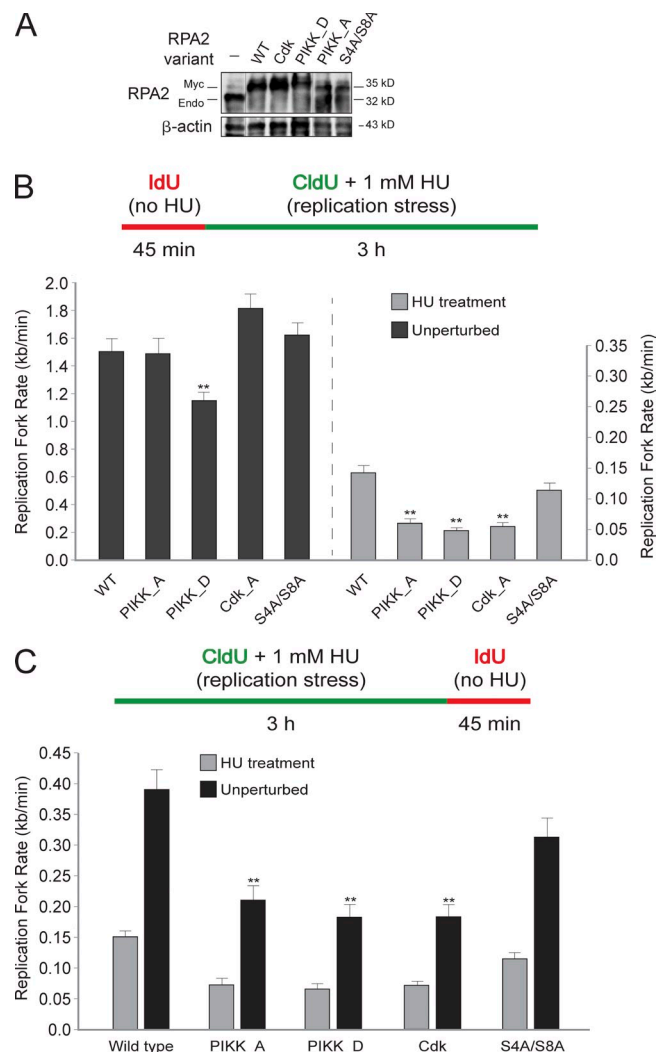 A
RPA2
variant
–
WT
Cdk
PIKK_D
PIKK_A
S4A/S8A
RPA2
Myc
Endo
35 kD
32 kD
β-actin
43 kD
B
IdU
(no HU)
CldU + 1 mM HU
(replication stress)
45 min
3 h
Replication Fork Rate (kb/min)
2.0
1.8
1.6
1.4
1.2
1.0
0.8
0.6
0.4
0.2
0.0
**
HU treatment
Unperturbed
** ** **
0.35
0.30
0.25
0.20
0.15
0.10
0.05
0.00
Replication Fork Rate (kb/min)
WT
PIKK_A
PIKK_D
Cdk_A
S4A/S8A
WT
PIKK_A
PIKK_D
Cdk_A
S4A/S8A
C
CldU + 1 mM HU
(replication stress)
IdU
(no HU)
3 h
45 min
Replication Fork Rate (kb/min)
0.45
0.40
0.35
0.30
0.25
0.20
0.15
0.10
0.05
0.0
HU treatment
Unperturbed
** ** **
Wild type PIKK_A PIKK_D Cdk S4A/S8A